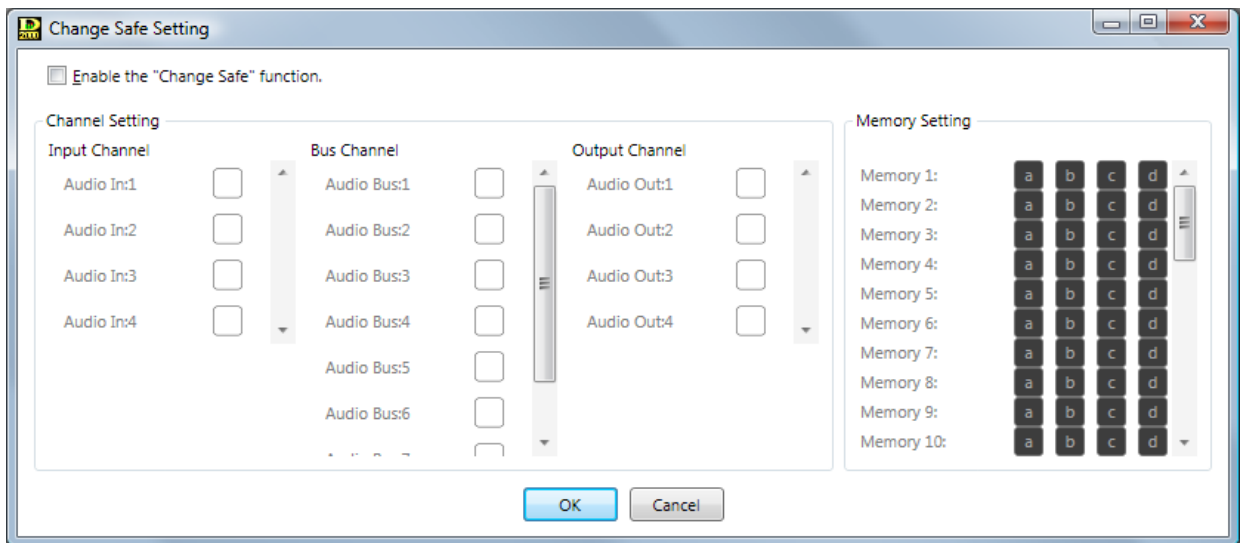 Change Safe Setting
Enable the "Change Safe" function.
Channel Setting
Input Channel Bus Channel Output Channel
Audio In:1 Audio Bus:1 Audio Out:1
Audio In:2 Audio Bus:2 Audio Out:2
Audio In:3 Audio Bus:3 Audio Out:3
Audio In:4 Audio Bus:4 Audio Out:4
Audio Bus:5
Audio Bus:6
Memory Setting
Memory 1: a b c d
Memory 2: a b c d
Memory 3: a b c d
Memory 4: a b c d
Memory 5: a b c d
Memory 6: a b c d
Memory 7: a b c d
Memory 8: a b c d
Memory 9: a b c d
Memory 10: a b c d
OK Cancel